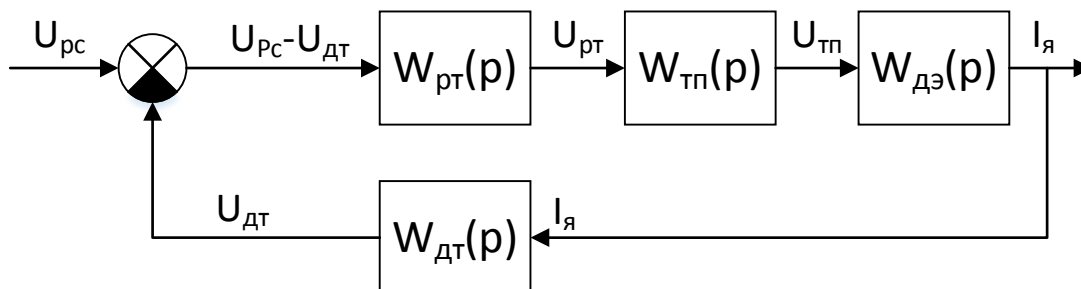 Uрс
UРс-Uдт
Wрт(p)
Uрт
Wтп(p)
Uтп
Wдэ(p)
Iя
Uдт
Wдт(p)
Iя